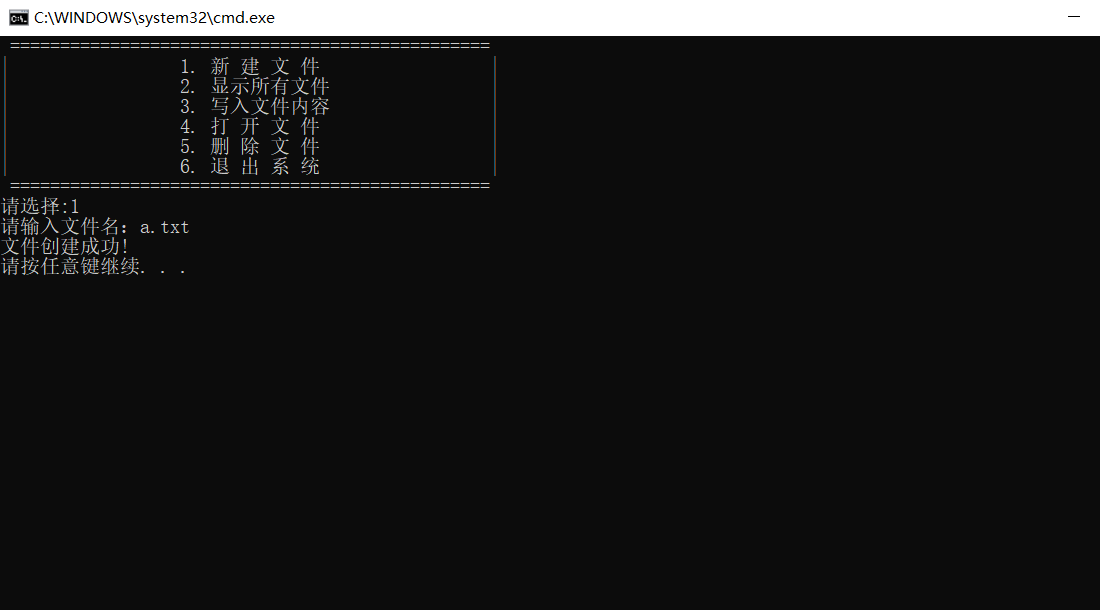 C:\WINDOWS\system32\cmd.exe
================================================
1. 新 建 文 件
2. 显示所有文件
3. 写入文件内容
4. 打 开 文 件
5. 删 除 文 件
6. 退 出 系 统
================================================
请选择:1
请输入文件名：a.txt
文件创建成功!
请按任意键继续. . .